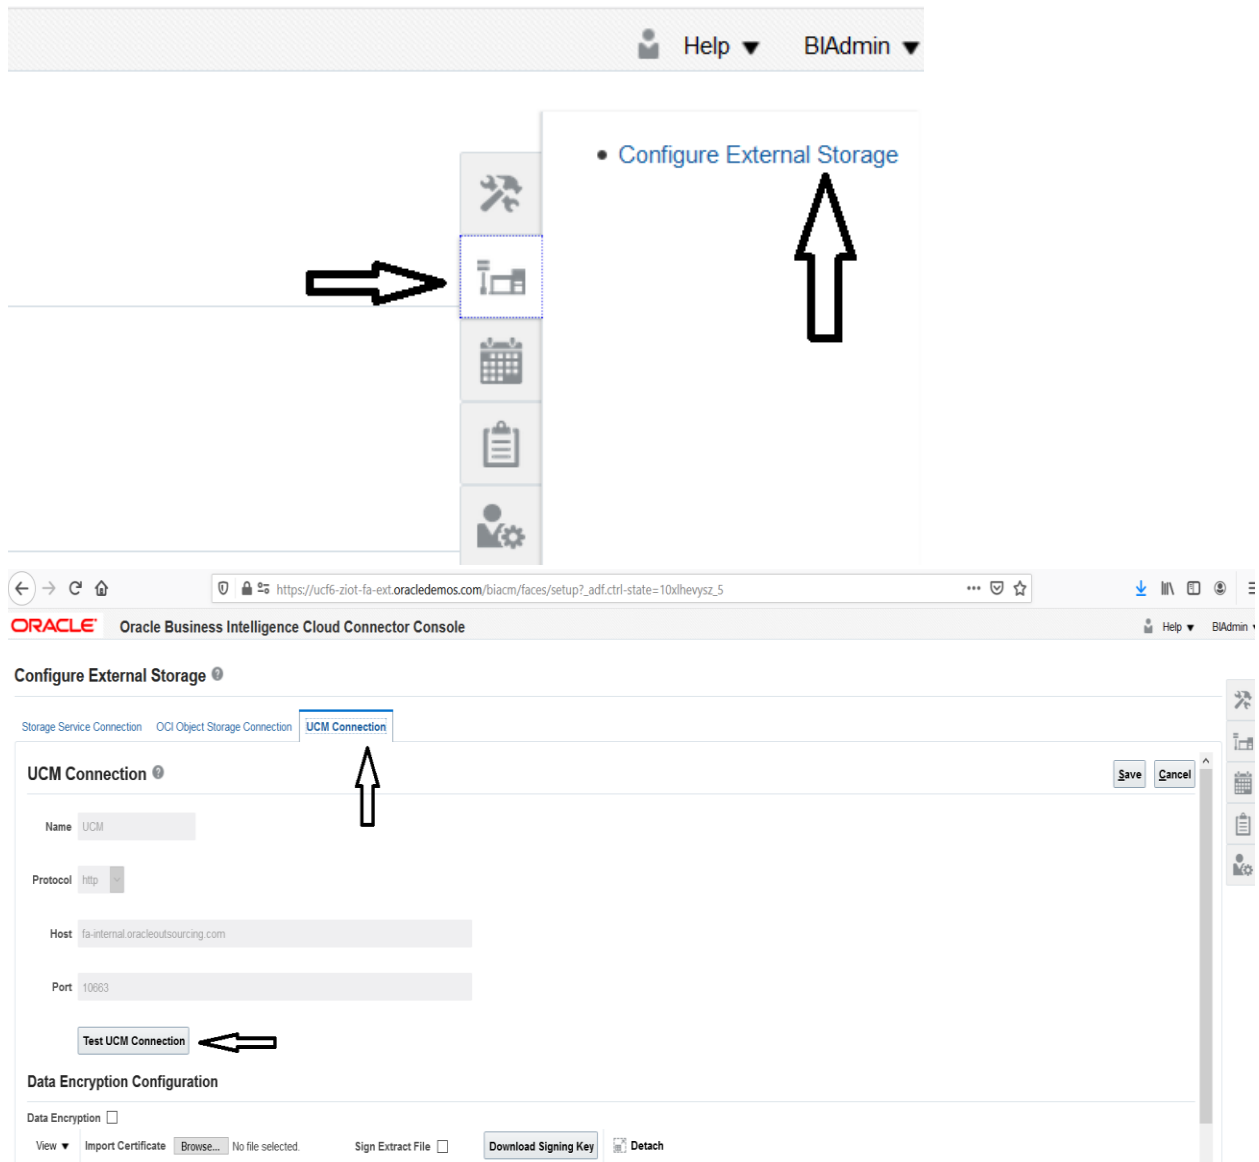 Help ▼ BIAdmin ▼
• Configure External Storage
https://ucf6-ziot-fa-ext.oracledemos.com/biacm/faces/setup?_adf.ctrl-state=10xlhevysz_5
ORACLE Oracle Business Intelligence Cloud Connector Console Help ▼ BIAdmin
Configure External Storage
Storage Service Connection OCI Object Storage Connection UCM Connection
UCM Connection Save Cancel
Name UCM
Protocol http
Host fa-internal.oracleoutsourcing.com
Port 10663
Test UCM Connection
Data Encryption Configuration
Data Encryption
View ▼ Import Certificate Browse... No file selected. Sign Extract File Download Signing Key Detach